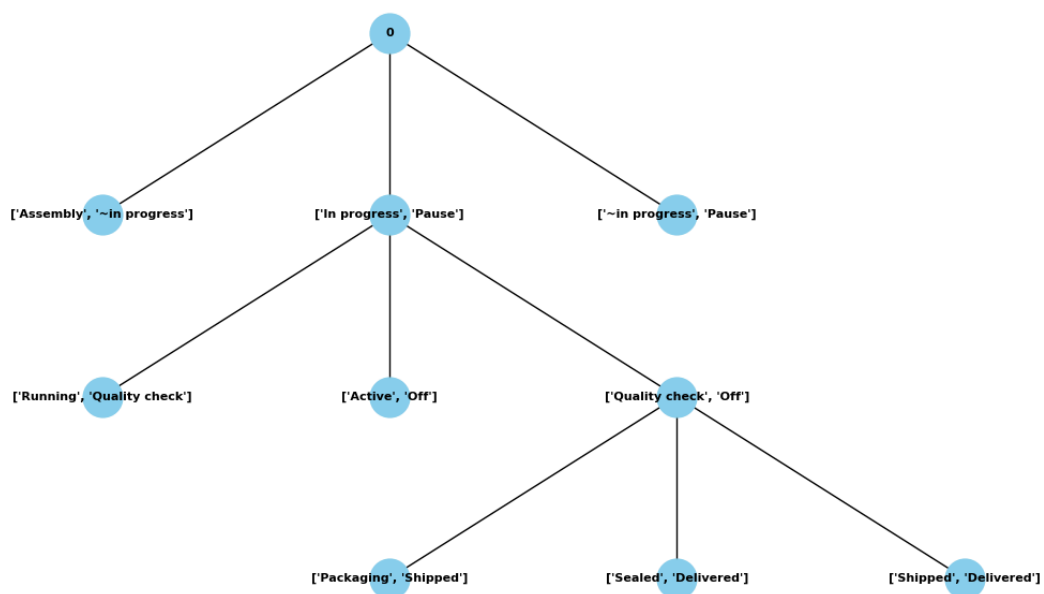 0
['Assembly', '~in progress']
['In progress', 'Pause']
['~in progress', 'Pause']
['Running', 'Quality check']
['Active', 'Off']
['Quality check', 'Off']
['Packaging', 'Shipped']
['Sealed', 'Delivered']
['Shipped', 'Delivered']